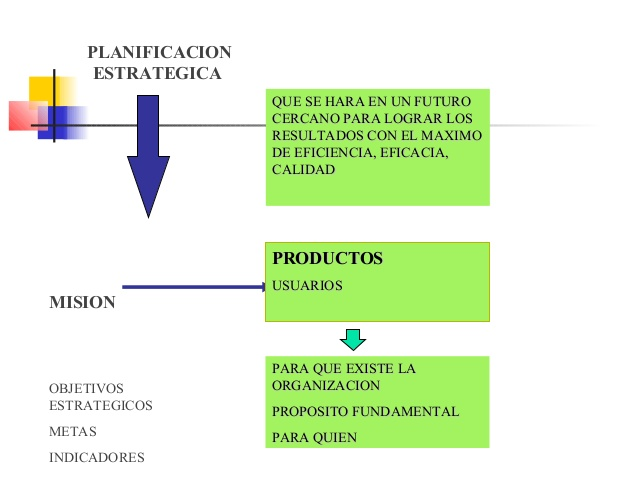 PLANIFICACION
ESTRATEGICA
QUE SE HARA EN UN FUTURO
CERCANO PARA LOGRAR LOS
RESULTADOS CON EL MAXIMO
DE EFICIENCIA, EFICACIA,
CALIDAD
PRODUCTOS
USUARIOS
MISION
PARA QUE EXISTE LA
ORGANIZACION
PROPOSITO FUNDAMENTAL
PARA QUIEN
OBJETIVOS
ESTRATEGICOS
METAS
INDICADORES